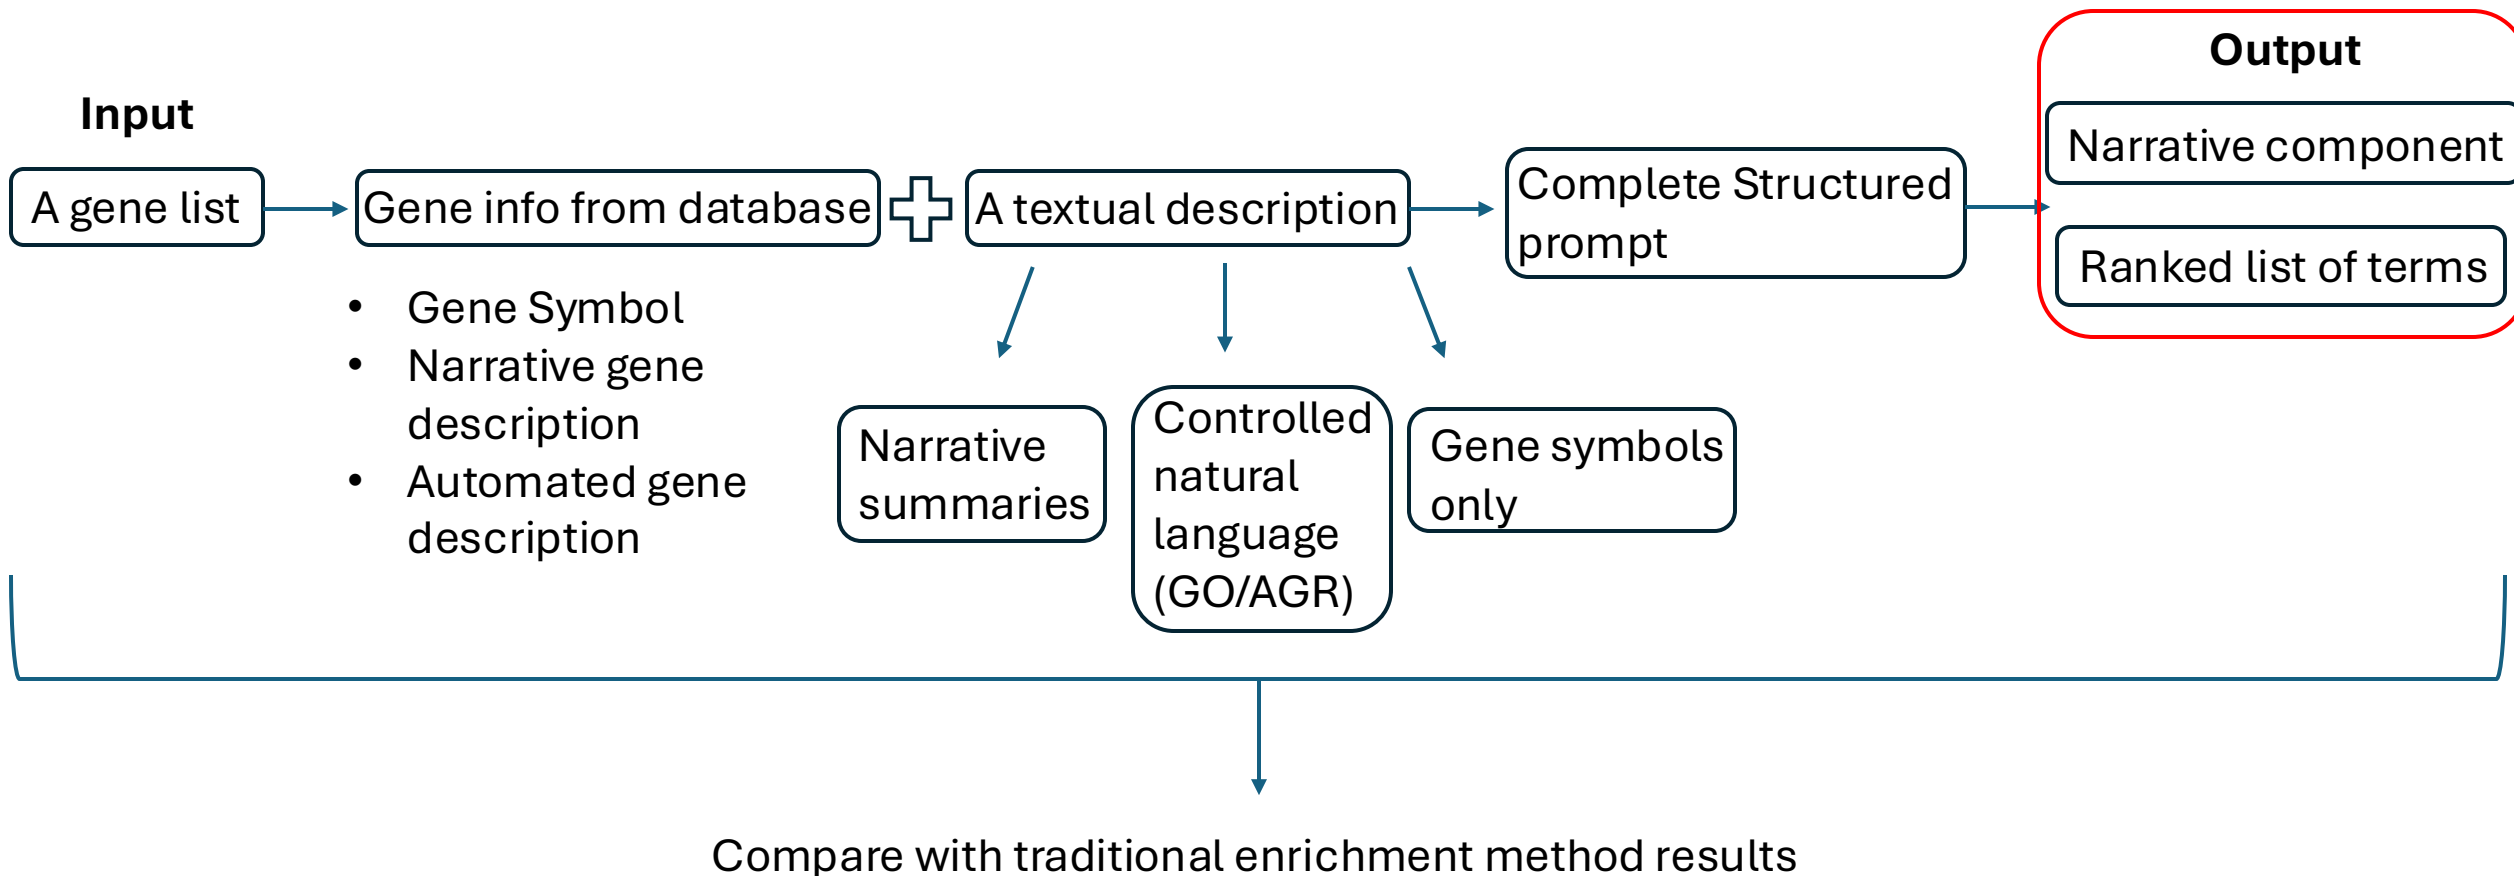 Input
A gene list
Gene info from database
• Gene Symbol
• Narrative gene
description
• Automated gene
description
A textual description
Narrative
summaries
Controlled
natural
language
(GO/AGR)
Gene symbols
only
Complete Structured
prompt
Output
Narrative component
Ranked list of terms
Compare with traditional enrichment method results